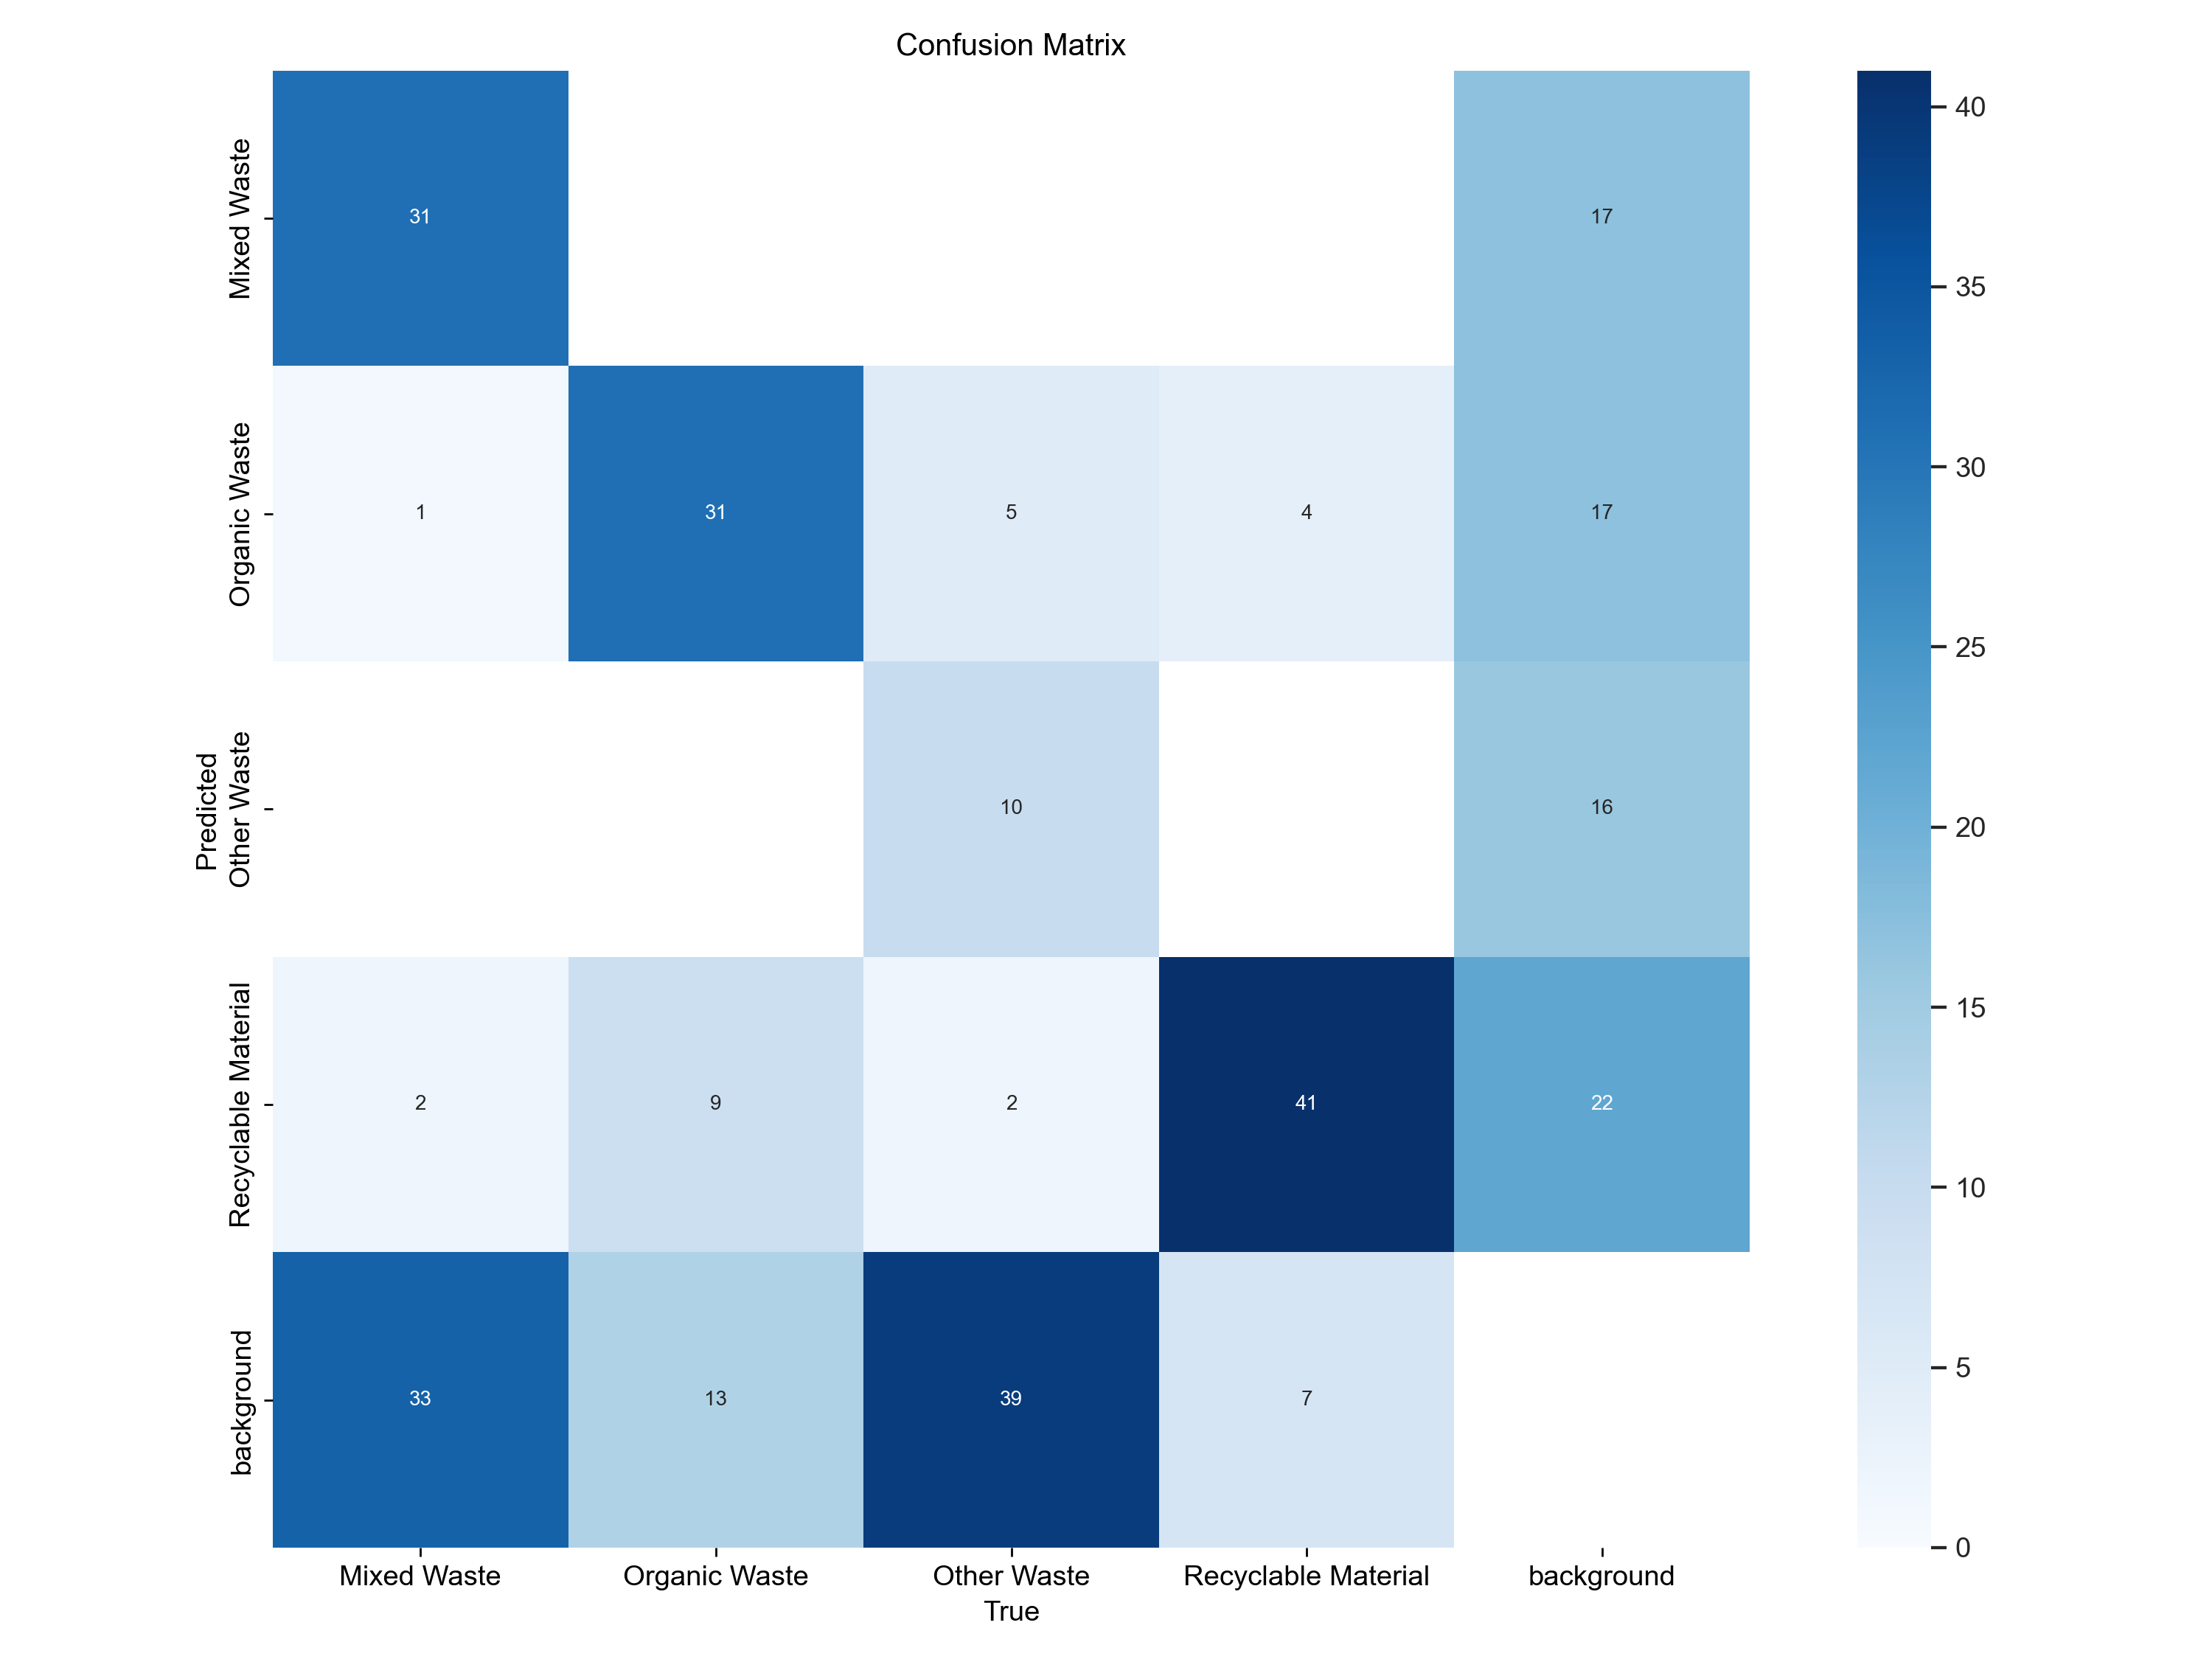 Confusion Matrix
Mixed Waste
31
17
Organic Waste
1
31
5
4
17
Predicted
Other Waste
10
16
Recyclable Material
2
9
2
41
22
background
33
13
39
7
Mixed Waste
Organic Waste
Other Waste
Recyclable Material
background
True
40
35
30
25
20
15
10
5
0